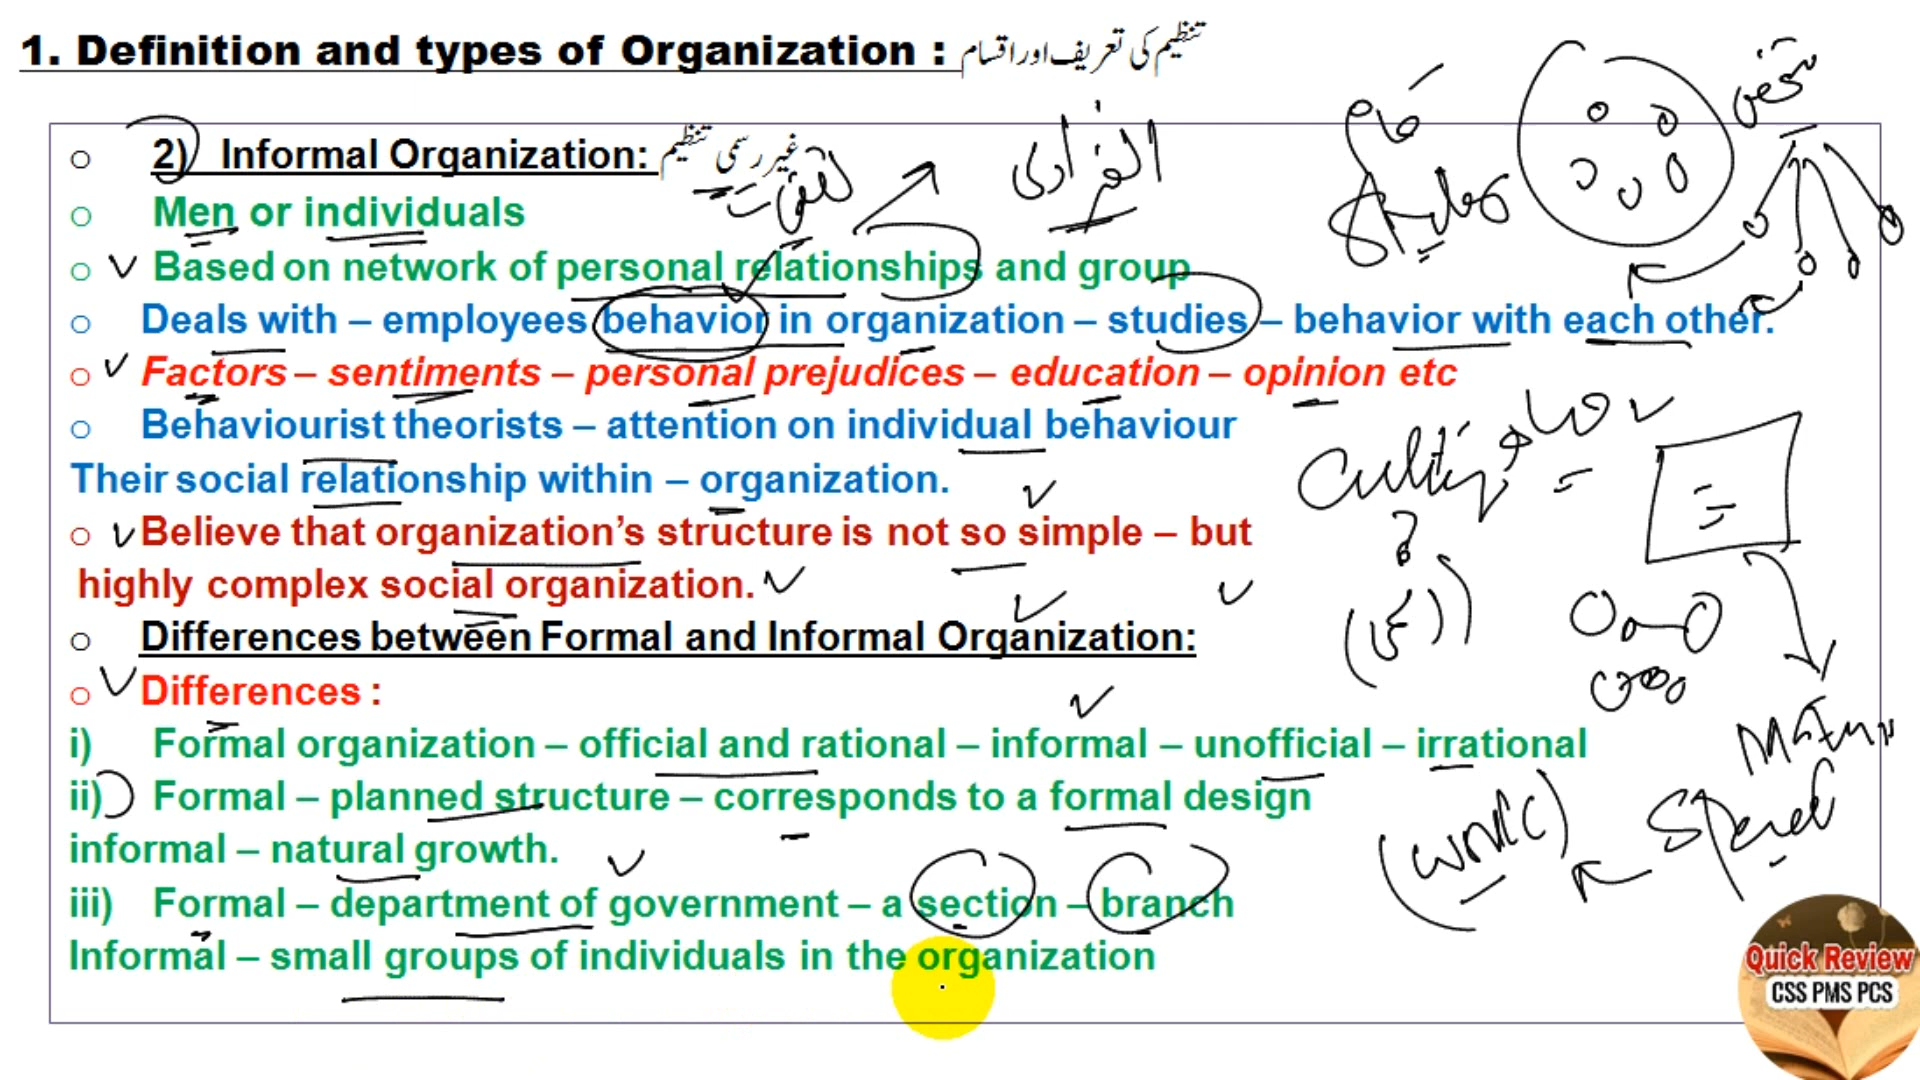 1. Definition and types of Organization : تنظیم کی تعریف اور اقسام
2) Informal Organization: غیر رسمی تنظیم
انفرادی
Men or individuals
Based on network of personal relationships and group
Deals with – employees behavior in organization – studies – behavior with each other.
Factors – sentiments – personal prejudices – education – opinion etc
Behaviourist theorists – attention on individual behaviour
Their social relationship within – organization.
Believe that organization's structure is not so simple – but
highly complex social organization.
Differences between Formal and Informal Organization:
Differences :
i) Formal organization – official and rational – informal – unofficial – irrational
ii) Formal – planned structure – corresponds to a formal design
informal – natural growth.
(work)
iii) Formal – department of government – a section – branch
Informal – small groups of individuals in the organization
Quick Review
CSS PMS PCS